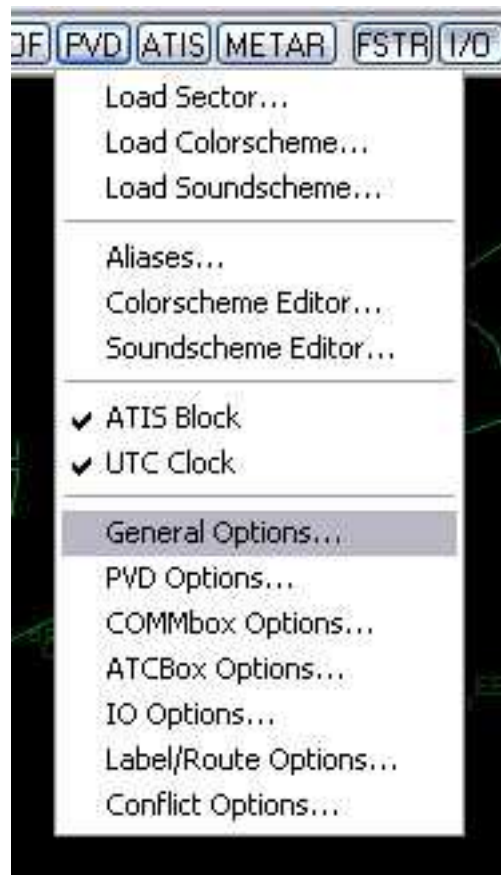 OF PVD ATIS METAR FSTR I/O
Load Sector...
Load Colorscheme...
Load Soundscheme...
Aliases...
Colorscheme Editor...
Soundscheme Editor...
ATIS Block
UTC Clock
General Options...
PVD Options...
COMMbox Options...
ATCBox Options...
IO Options...
Label/Route Options...
Conflict Options...